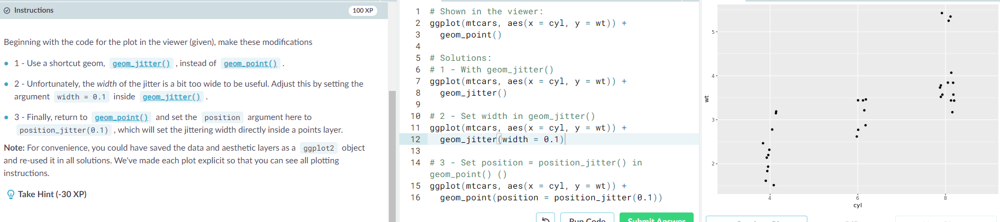 Instructions
100 XP
Beginning with the code for the plot in the viewer (given), make these modifications
1 - Use a shortcut geom, geom_jitter() , instead of geom_point() .
2 - Unfortunately, the width of the jitter is a bit too wide to be useful. Adjust this by setting the
argument width = 0.1 inside geom_jitter() .
3 - Finally, return to geom_point() and set the position argument here to
position_jitter(0.1) , which will set the jittering width directly inside a points layer.
Note: For convenience, you could have saved the data and aesthetic layers as a ggplot2 object
and re-used it in all solutions. We've made each plot explicit so that you can see all plotting
instructions.
Take Hint (-30 XP)
1 # Shown in the viewer:
2 ggplot(mtcars, aes(x = cyl, y = wt)) +
3 geom_point()
4
5 # Solutions:
6 # 1 - With geom_jitter()
7 ggplot(mtcars, aes(x = cyl, y = wt)) +
8 geom_jitter()
9
10 # 2 - Set width in geom_jitter()
11 ggplot(mtcars, aes(x = cyl, y = wt)) +
12 geom_jitter(width = 0.1)
13
14 # 3 - Set position = position_jitter() in
geom_point() ()
15 ggplot(mtcars, aes(x = cyl, y = wt)) +
16 geom_point(position = position_jitter(0.1))
Run Code
Submit Answer
5
4
wt
3
2
4 6 8
cyl